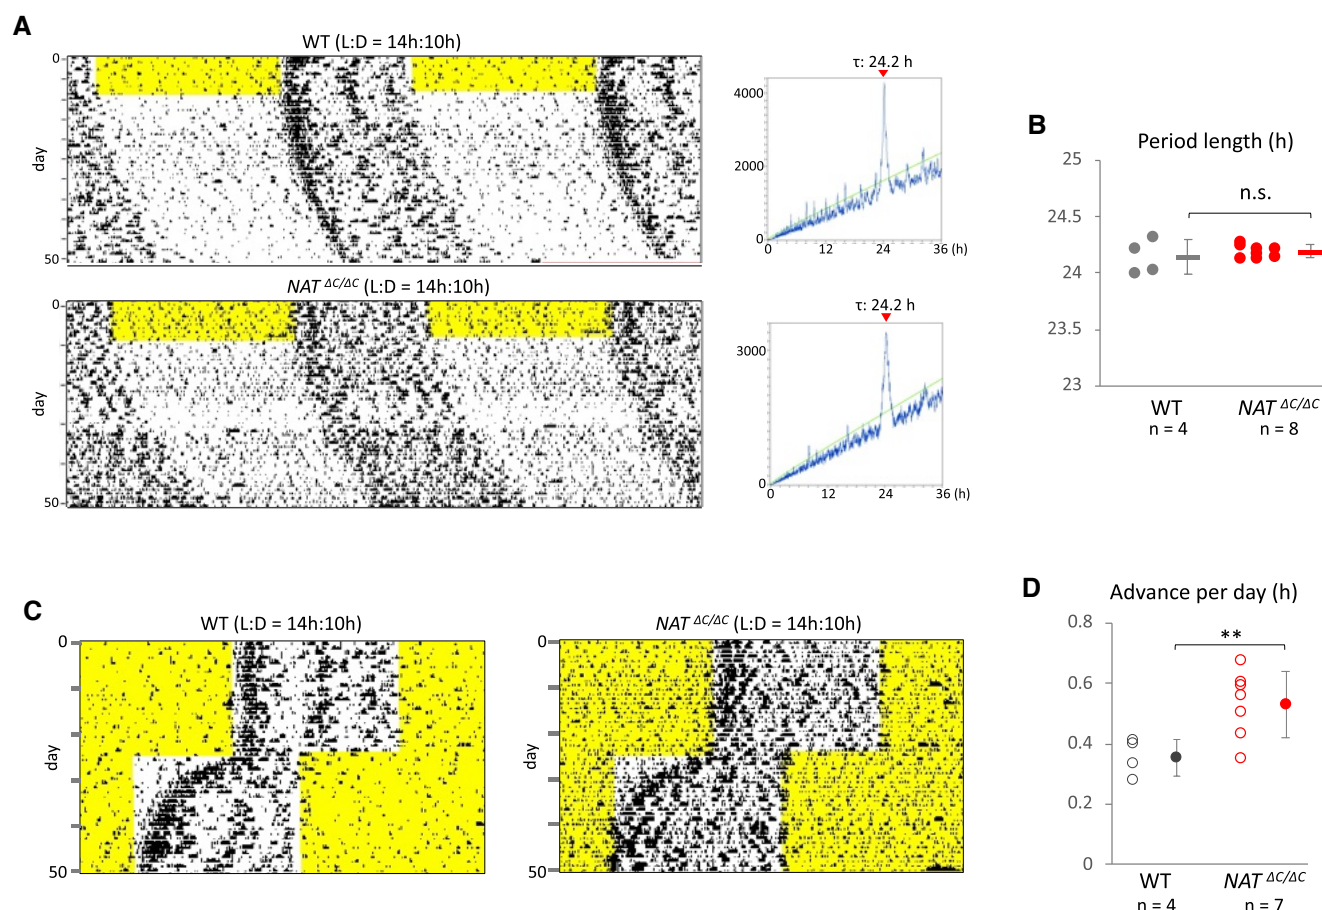 A
WT (L:D = 14h:10h)
0
day
50
τ: 24.2 h
4000
2000
0
0 12 24 36 (h)
NAT ΔC/ΔC (L:D = 14h:10h)
0
day
50
τ: 24.2 h
3000
0
0 12 24 36 (h)
B
Period length (h)
25
24.5
24
23.5
23
n.s.
WT NAT ΔC/ΔC
n = 4 n = 8
C
WT (L:D = 14h:10h)
0
day
50
NAT ΔC/ΔC (L:D = 14h:10h)
0
day
50
D
Advance per day (h)
0.8
0.6
0.4
0.2
0
**
WT NAT ΔC/ΔC
n = 4 n = 7